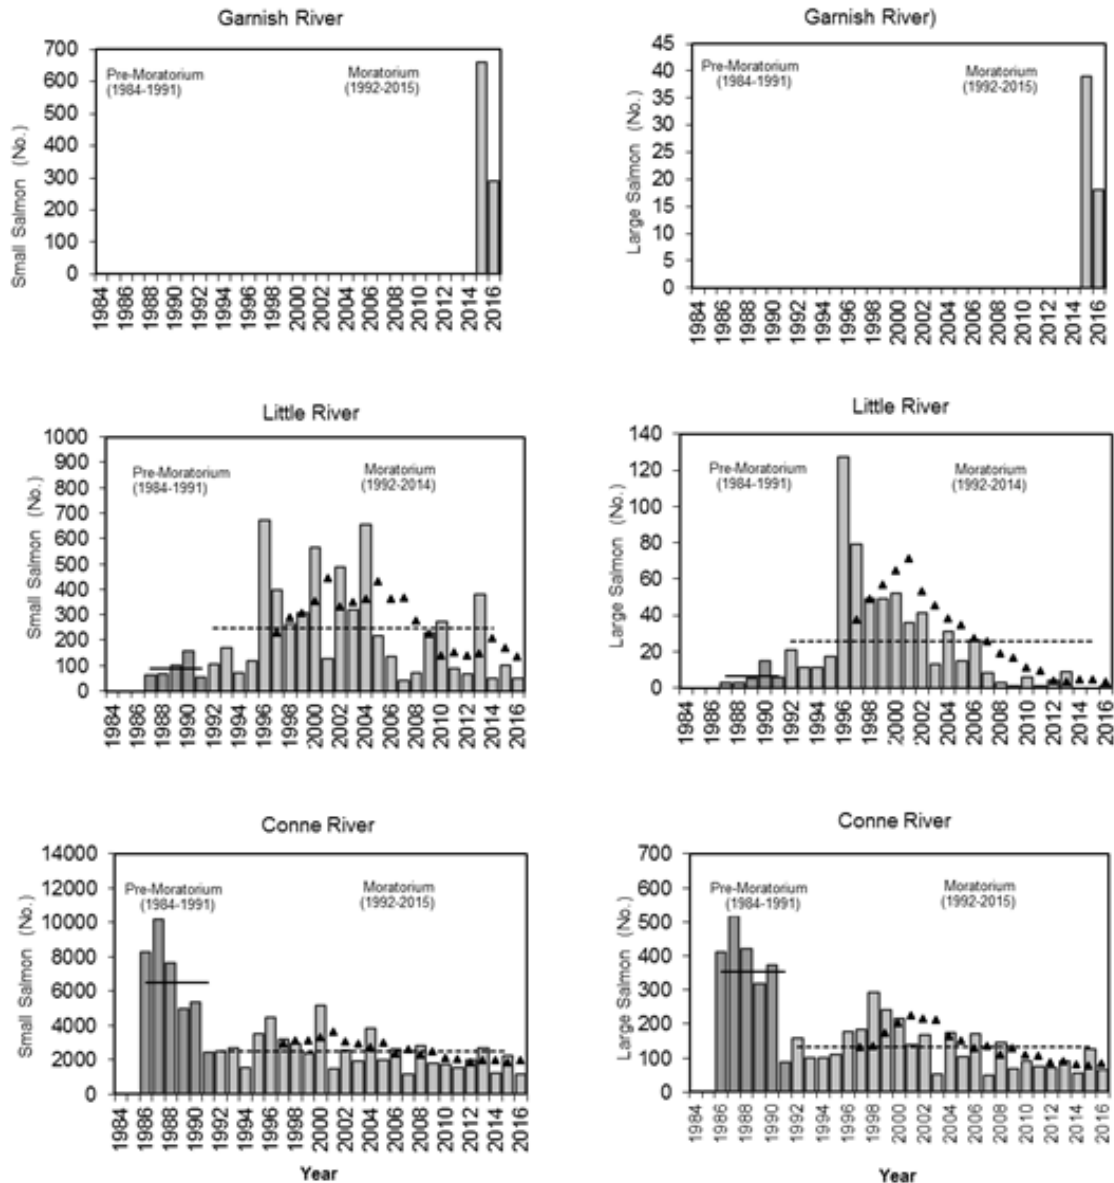 Garnish River
Small Salmon (No.)
700
600
500
400
300
200
100
0
Pre-Moratorium
(1984-1991)
Moratorium
(1992-2015)
1984 1986 1988 1990 1992 1994 1996 1998 2000 2002 2004 2006 2008 2010 2012 2014 2016
Garnish River)
Large Salmon (No.)
45
40
35
30
25
20
15
10
5
0
Pre-Moratorium
(1984-1991)
Moratorium
(1992-2015)
1984 1986 1988 1990 1992 1994 1996 1998 2000 2002 2004 2006 2008 2010 2012 2014 2016
Little River
Small Salmon (No.)
1000
900
800
700
600
500
400
300
200
100
0
Pre-Moratorium
(1984-1991)
Moratorium
(1992-2014)
1984 1986 1988 1990 1992 1994 1996 1998 2000 2002 2004 2006 2008 2010 2012 2014 2016
Little River
Large Salmon (No.)
140
120
100
80
60
40
20
0
Pre-Moratorium
(1984-1991)
Moratorium
(1992-2014)
1984 1986 1988 1990 1992 1994 1996 1998 2000 2002 2004 2006 2008 2010 2012 2014 2016
Conne River
Small Salmon (No.)
14000
12000
10000
8000
6000
4000
2000
0
Pre-Moratorium
(1984-1991)
Moratorium
(1992-2015)
1984 1986 1988 1990 1992 1994 1996 1998 2000 2002 2004 2006 2008 2010 2012 2014 2016
Year
Conne River
Large Salmon (No.)
700
600
500
400
300
200
100
0
Pre-Moratorium
(1984-1991)
Moratorium
(1992-2015)
1984 1986 1988 1990 1992 1994 1996 1998 2000 2002 2004 2006 2008 2010 2012 2014 2016
Year